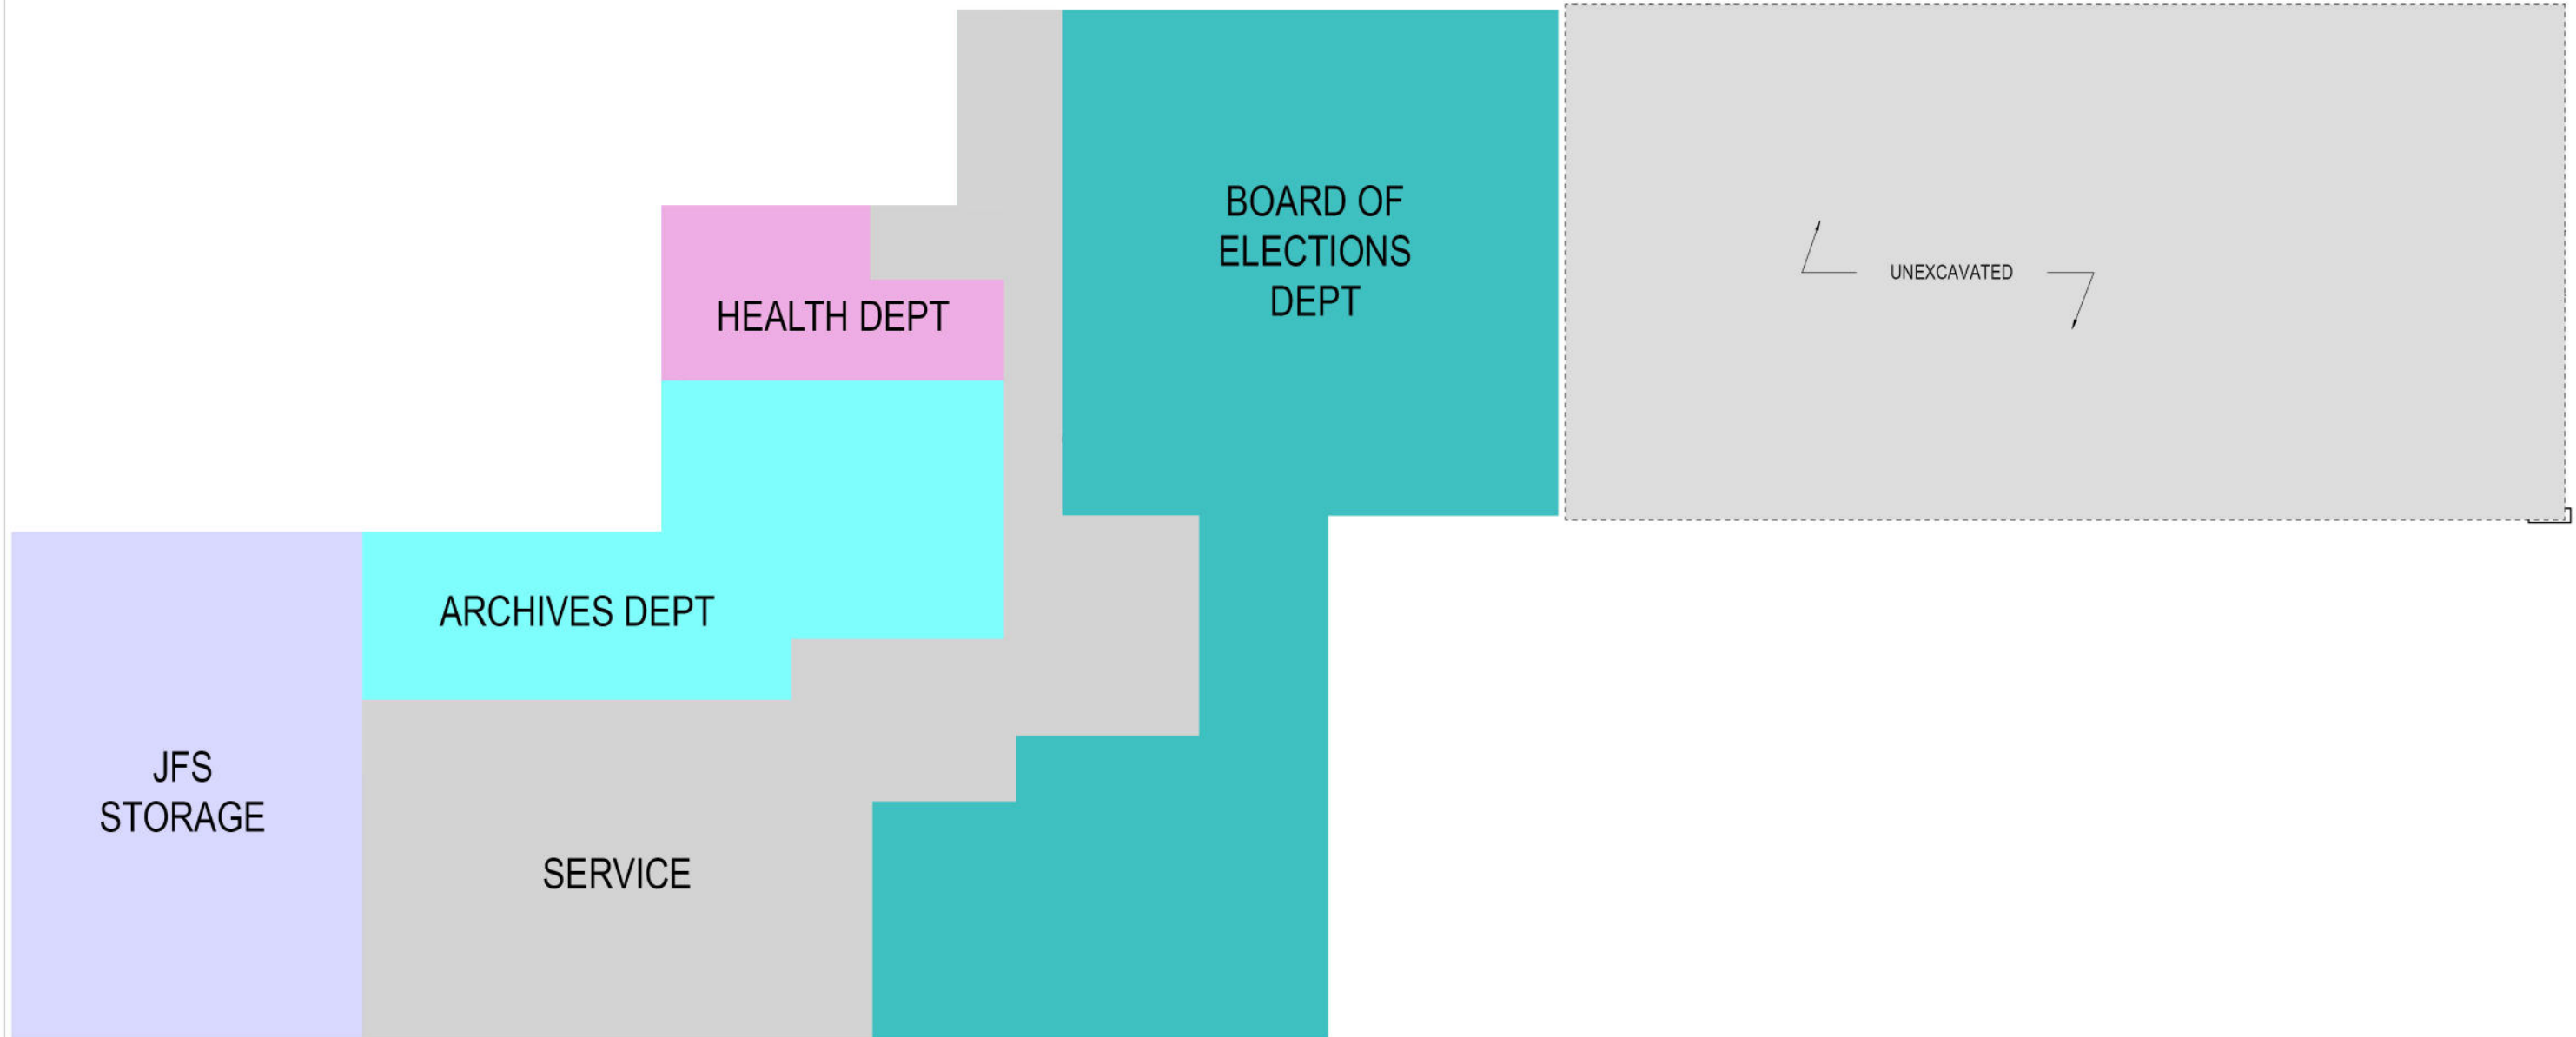 BOARD OF
ELECTIONS
DEPT
UNEXCAVATED
HEALTH DEPT
ARCHIVES DEPT
JFS
STORAGE
SERVICE